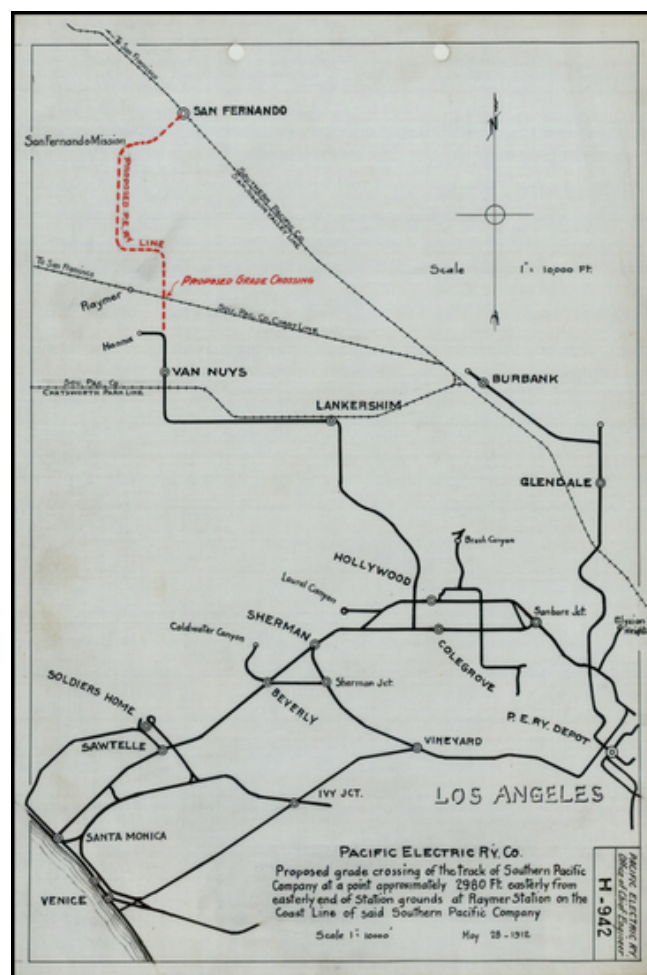 To San Francisco
SAN FERNANDO
San Fernando Mission
PROPOSED P.E. RY.
LINE
SOUTHERN PACIFIC CO.
N
Scale 1": 10,000 FT.
To San Francisco
PROPOSED GRADE CROSSING
Raymer
SOU. PAC. CO. COAST LINE
VAN NUYS
BURBANK
SOU. PAC. CO.
CHATSWORTH PARK LINE
LANKERSHIM
GLENDALE
Brush Canyon
HOLLYWOOD
Laurel Canyon
Sanborn Jct.
Elysian
SHERMAN
Coldwater Canyon
COLEGROVE
Sherman Jct.
BEVERLY
SOLDIERS HOME
P.E.RY. DEPOT
SAWTELLE
VINEYARD
IVY JCT.
LOS ANGELES
SANTA MONICA
VENICE
PACIFIC ELECTRIC RY. CO.
Proposed grade crossing of the track of Southern Pacific
Company at a point approximately 2980 Ft. easterly from
easterly end of Station grounds at Raymer Station on the
Coast Line of said Southern Pacific Company
Scale 1": 10000' May 28-1912
PACIFIC ELECTRIC RY.
Office of Chief Engineer
H-942